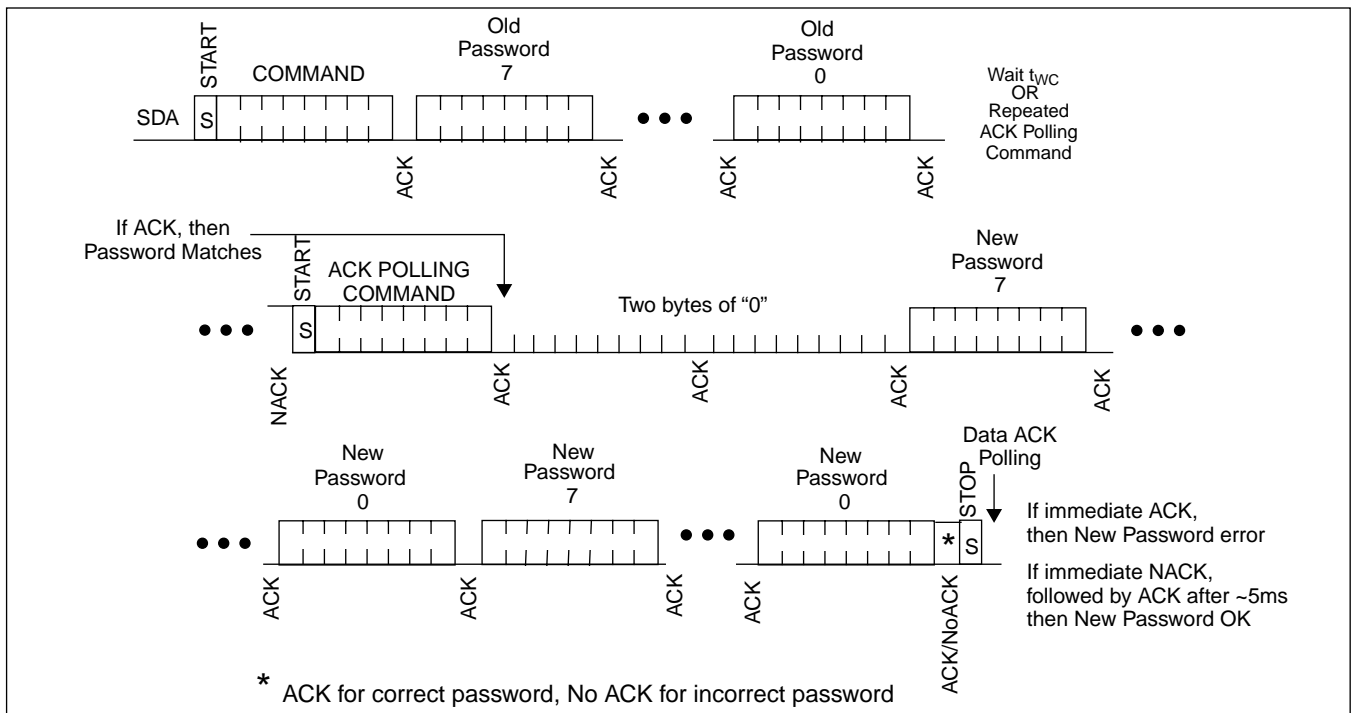 START
COMMAND
Old
Password
7
Old
Password
0
Wait tWC
OR
Repeated
ACK Polling
Command
SDA
S
ACK
ACK
ACK
ACK
If ACK, then
Password Matches
START
ACK POLLING
COMMAND
S
Two bytes of “0”
New
Password
7
NACK
ACK
ACK
ACK
ACK
New
Password
0
New
Password
7
New
Password
0
Data ACK
Polling
STOP
*
S
If immediate ACK,
then New Password error
If immediate NACK,
followed by ACK after ~5ms
then New Password OK
ACK
ACK
ACK
ACK
ACK/NoACK
* ACK for correct password, No ACK for incorrect password